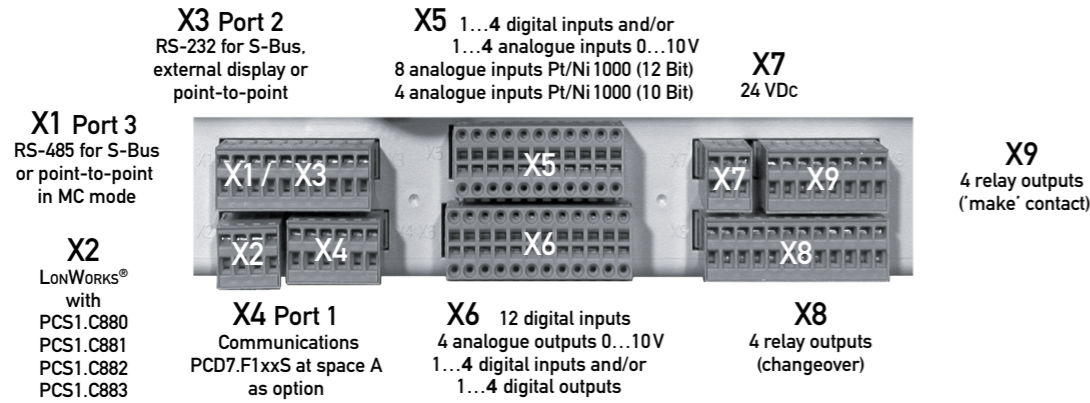 X3 Port 2
RS-232 for S-Bus,
external display or
point-to-point
X5 1...4 digital inputs and/or
1...4 analogue inputs 0...10 V
8 analogue inputs Pt/Ni 1000 (12 Bit)
4 analogue inputs Pt/Ni 1000 (10 Bit)
X7
24 VDC
X1 Port 3
RS-485 for S-Bus
or point-to-point
in MC mode
X9
4 relay outputs
('make' contact)
X1 / X3
X5
X7
X9
X2
X4
X6
X8
X2
LONWORKS®
with
PCS1.C880
PCS1.C881
PCS1.C882
PCS1.C883
X4 Port 1
Communications
PCD7.F1xxS at space A
as option
X6 12 digital inputs
4 analogue outputs 0...10 V
1...4 digital inputs and/or
1...4 digital outputs
X8
4 relay outputs
(changeover)